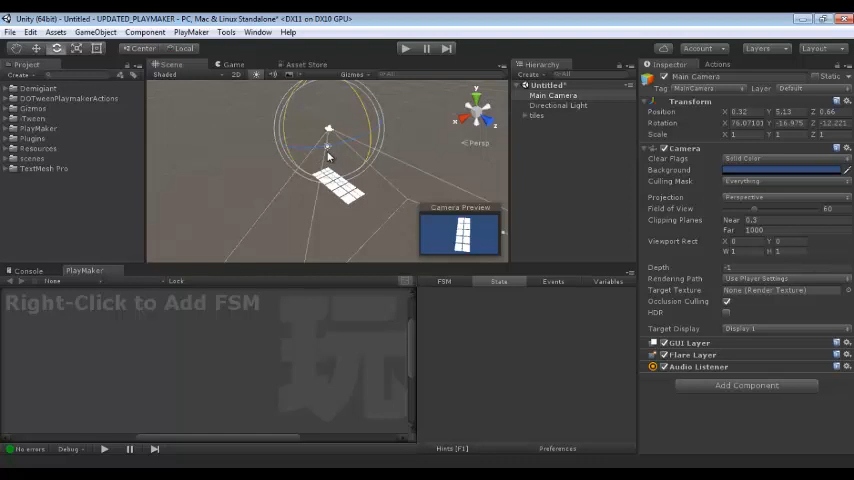 Unity (64bit) - Untitled - UPDATED_PLAYMAKER - PC, Mac & Linux Standalone* <DX11 on DX10 GPU>
File Edit Assets GameObject Component PlayMaker Tools Window Help
Center Local Account Layers Layout
Project Scene Game Asset Store Hierarchy Inspector Actions
Create Shaded 2D Gizmos All Create All Main Camera Static
Tag MainCamera Layer Default
Demigiant
DOTweenPlaymakerActions
Gizmos
iTween
PlayMaker
Plugins
Resources
scenes
TextMesh Pro
y
x
z
Persp
Camera Preview
Untitled*
Main Camera
Directional Light
tiles
Transform
Position X 0.32 Y 5.13 Z 0.66
Rotation X 76.0710 Y -16.975 Z -12.221
Scale X 1 Y 1 Z 1
Camera
Clear Flags Solid Color
Background
Culling Mask Everything
Projection Perspective
Field of View 60
Clipping Planes Near 0.3
Far 1000
Viewport Rect X 0 Y 0
W 1 H 1
Depth -1
Rendering Path Use Player Settings
Target Texture None (Render Texture)
Occlusion Culling
HDR
Target Display Display 1
GUI Layer
Flare Layer
Audio Listener
Add Component
Console PlayMaker
None Lock FSM State Events Variables
Right-Click to Add FSM
玩
No errors Debug Hints [F1] Preferences